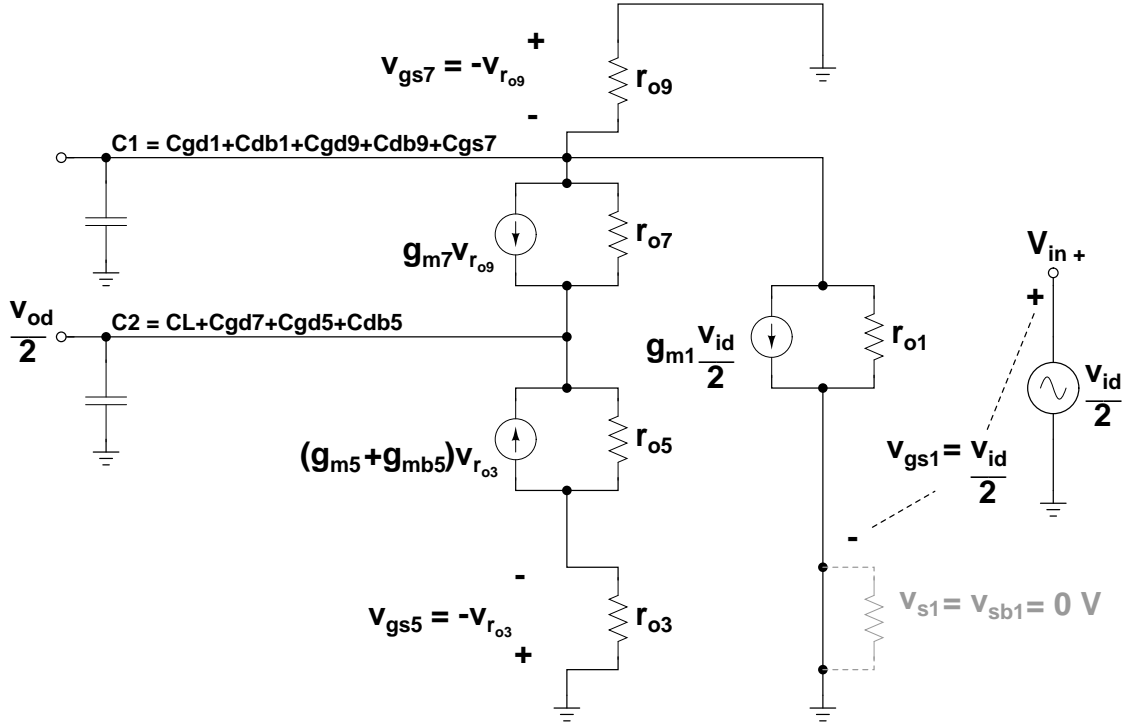 +
v_gs7 = -v_ro9
r_o9
-
C1 = Cgd1+Cdb1+Cgd9+Cdb9+Cgs7
g_m7 v_ro9
r_o7
V_in +
+
v_od
2
C2 = CL+Cgd7+Cgd5+Cdb5
g_m1 v_id
2
r_o1
v_id
2
(g_m5 +g_mb5)v_ro3
r_o5
v_gs1 = v_id
2
-
-
v_gs5 = -v_ro3
r_o3
v_s1 = v_sb1 = 0 V
+